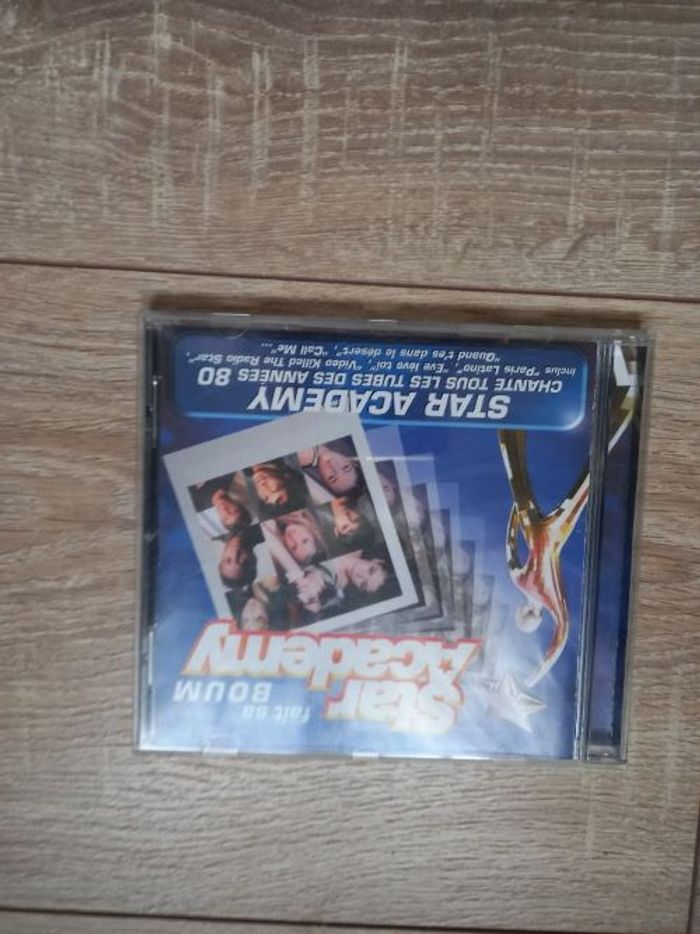 Star
Academy
fait sa
BOUM
STAR ACADEMY
CHANTE TOUS LES TUBES DES ANNÉES 80
inclus "Paris Latino", "Eve lève toi", "Video Killed The Radio Star",
"Quand t'es dans le désert", "Call Me"...